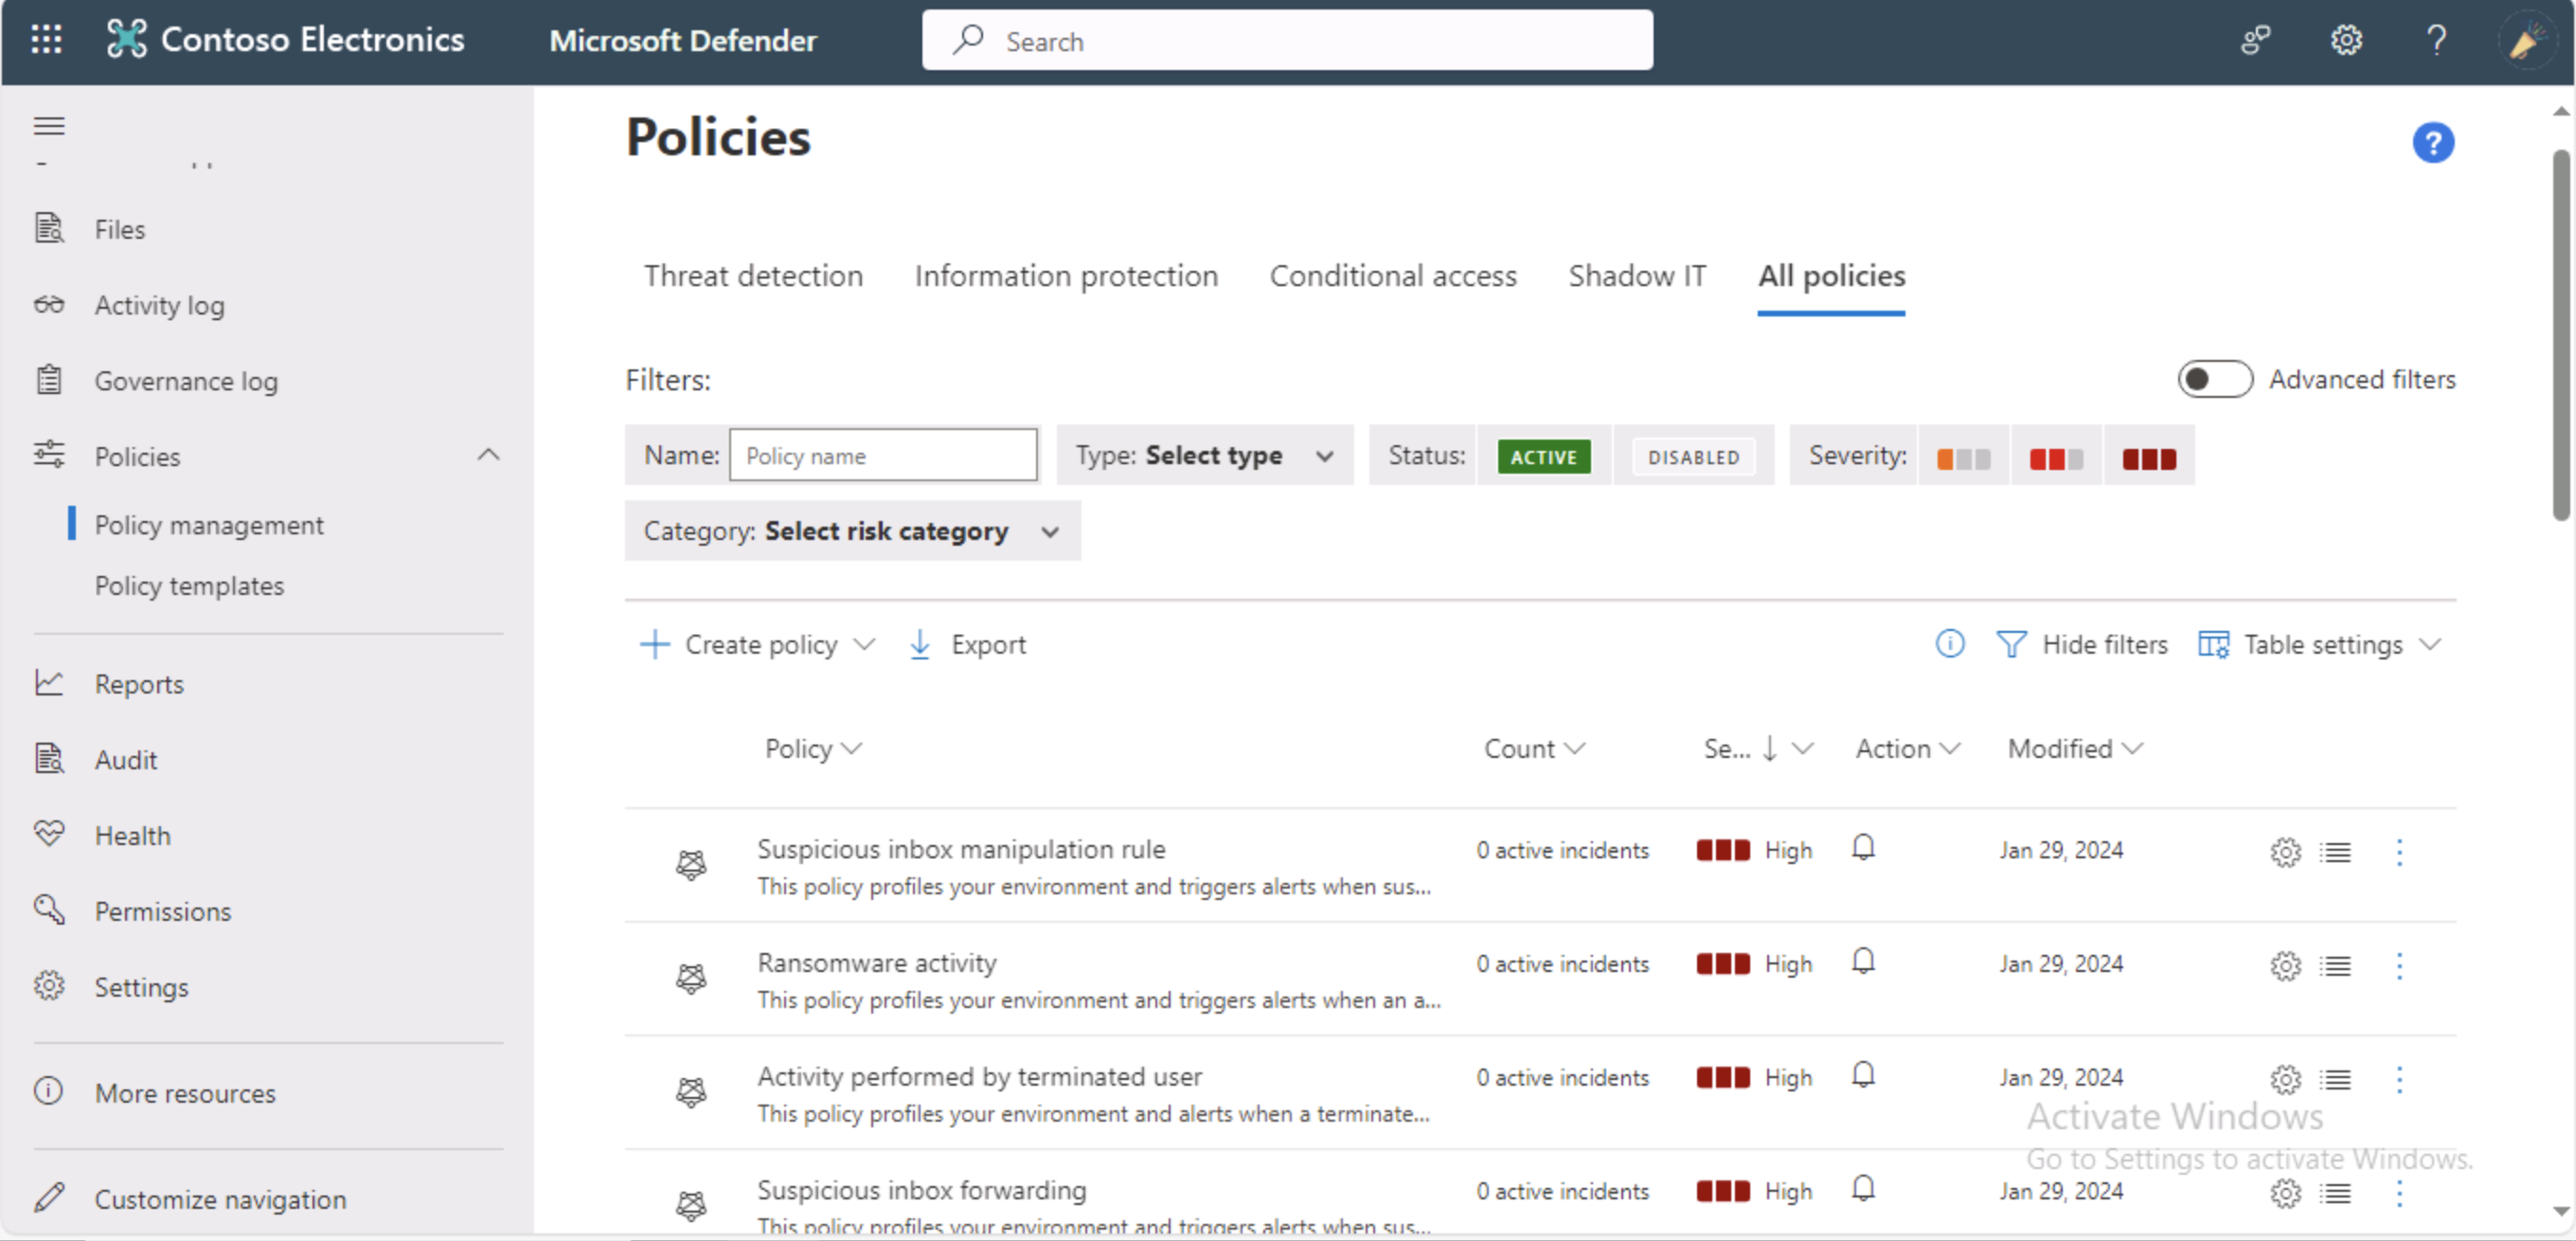 Contoso Electronics
Microsoft Defender
Search
Files
Activity log
Governance log
Policies
Policy management
Policy templates
Reports
Audit
Health
Permissions
Settings
More resources
Customize navigation
Policies
?
Threat detection
Information protection
Conditional access
Shadow IT
All policies
Filters:
Advanced filters
Name: Policy name
Type: Select type
Status: ACTIVE DISABLED
Severity:
Category: Select risk category
Create policy
Export
Hide filters
Table settings
Policy
Count
Se...
Action
Modified
Suspicious inbox manipulation rule
This policy profiles your environment and triggers alerts when sus...
0 active incidents
High
Jan 29, 2024
Ransomware activity
This policy profiles your environment and triggers alerts when an a...
0 active incidents
High
Jan 29, 2024
Activity performed by terminated user
This policy profiles your environment and alerts when a terminate...
0 active incidents
High
Jan 29, 2024
Activate Windows
Go to Settings to activate Windows.
Suspicious inbox forwarding
This policy profiles your environment and triggers alerts when sus...
0 active incidents
High
Jan 29, 2024